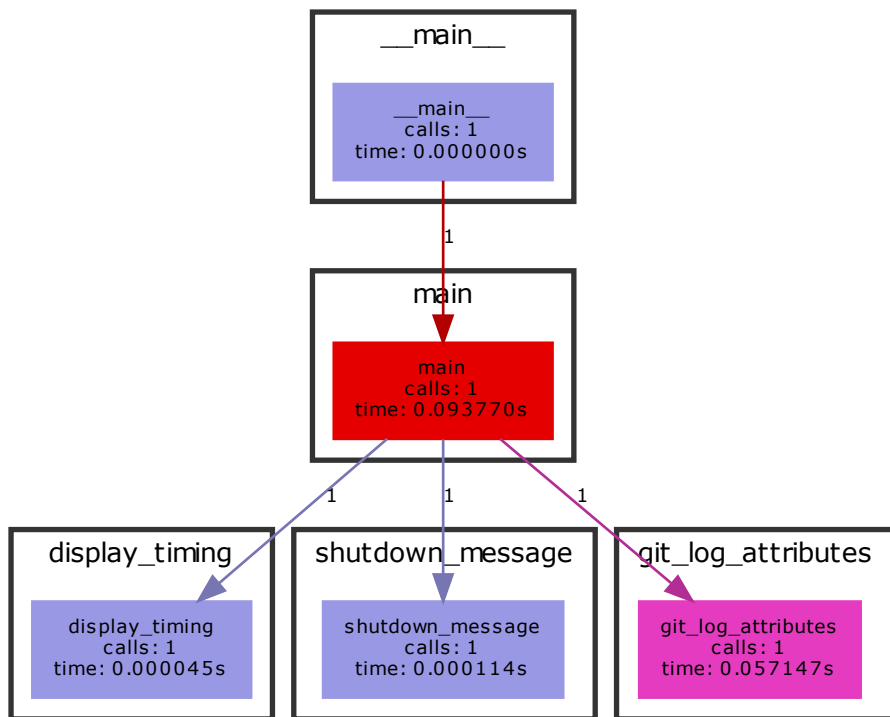 __main__
__main__
calls: 1
time: 0.000000s
1
main
main
calls: 1
time: 0.093770s
1
1
1
display_timing
shutdown_message
git_log_attributes
display_timing
calls: 1
time: 0.000045s
shutdown_message
calls: 1
time: 0.000114s
git_log_attributes
calls: 1
time: 0.057147s